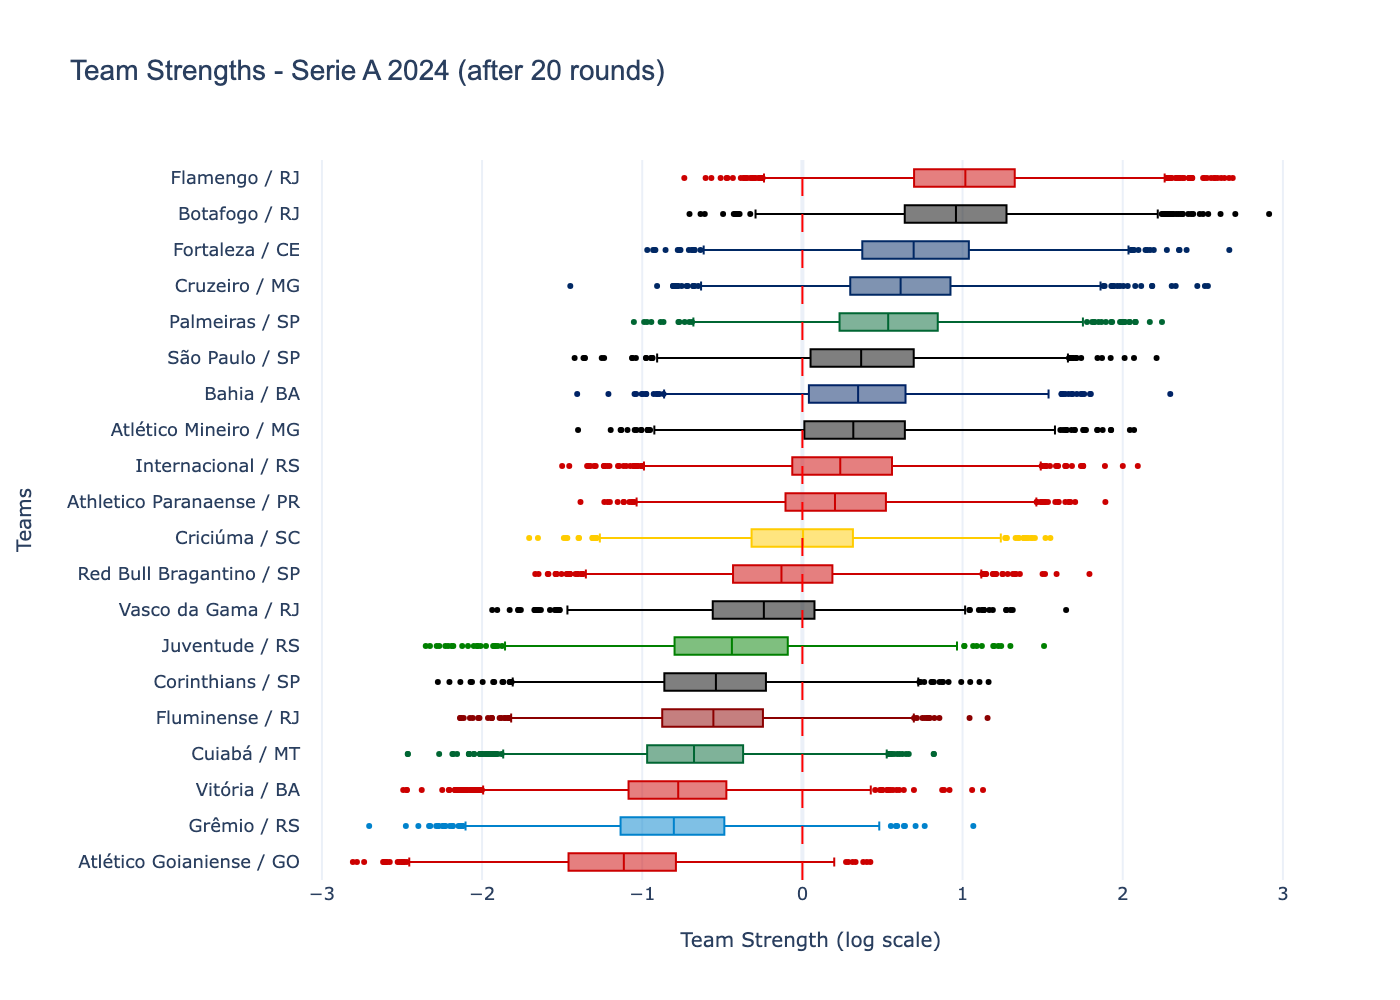 Team Strengths - Serie A 2024 (after 20 rounds)
Teams
Flamengo / RJ
Botafogo / RJ
Fortaleza / CE
Cruzeiro / MG
Palmeiras / SP
São Paulo / SP
Bahia / BA
Atlético Mineiro / MG
Internacional / RS
Athletico Paranaense / PR
Criciúma / SC
Red Bull Bragantino / SP
Vasco da Gama / RJ
Juventude / RS
Corinthians / SP
Fluminense / RJ
Cuiabá / MT
Vitória / BA
Grêmio / RS
Atlético Goianiense / GO
−3 −2 −1 0 1 2 3
Team Strength (log scale)